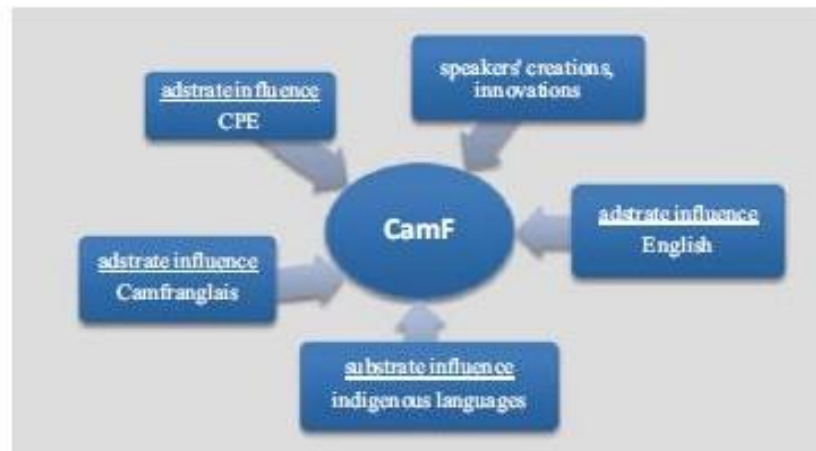 adstrate influence
CPE
speakers' creations,
innovations
CamF
adstrate influence
English
adstrate influence
Camfranglais
substrate influence
indigenous languages